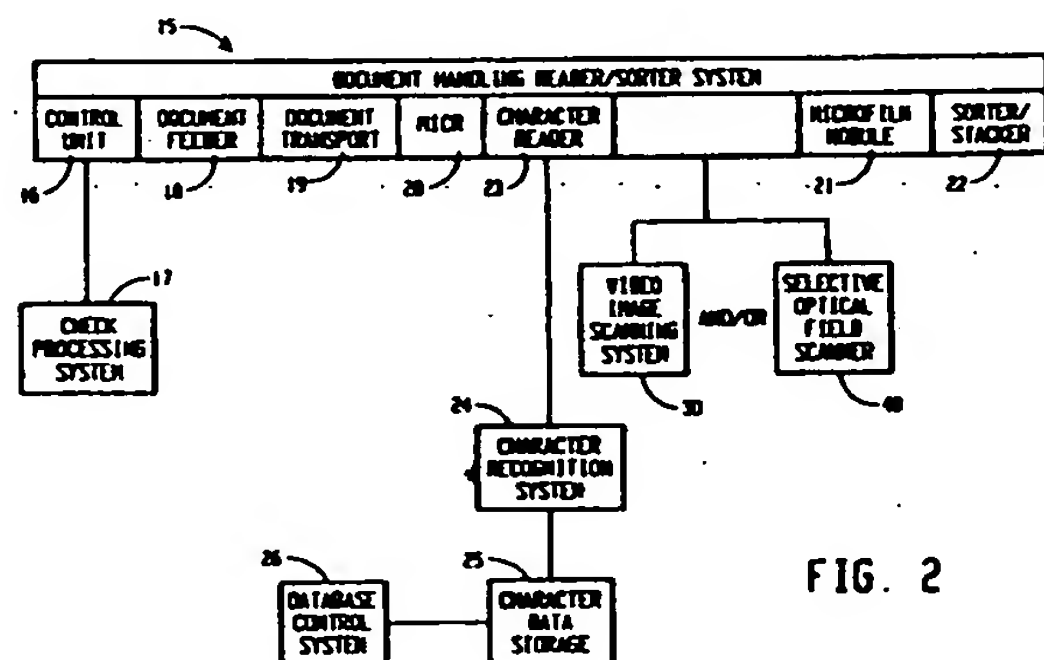 15
DOCUMENT HANDLING READER/SORTER SYSTEM
CONTROL
UNIT
DOCUMENT
FEEDER
DOCUMENT
TRANSPORT
MICR
CHARACTER
READER
MICROFILM
MODULE
SORTER/
STACKER
16
18
19
20
23
21
22
17
CHECK
PROCESSING
SYSTEM
VIDEO
IMAGE
SCANNING
SYSTEM
AND/OR
SELECTIVE
OPTICAL
FIELD
SCANNER
30
40
24
CHARACTER
RECOGNITION
SYSTEM
26
DATABASE
CONTROL
SYSTEM
25
CHARACTER
DATA
STORAGE
FIG. 2